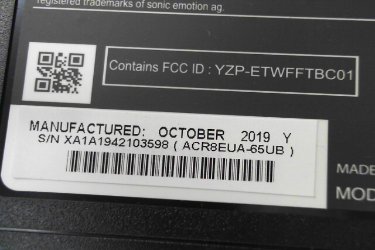 registered trademarks of sonic emotion ag.
Contains FCC ID : YZP-ETWFFTBC01
MANUFACTURED: OCTOBER 2019 Y
S/N XA1A1942103598 ( ACR8EUA-65UB )
MADE
MOD